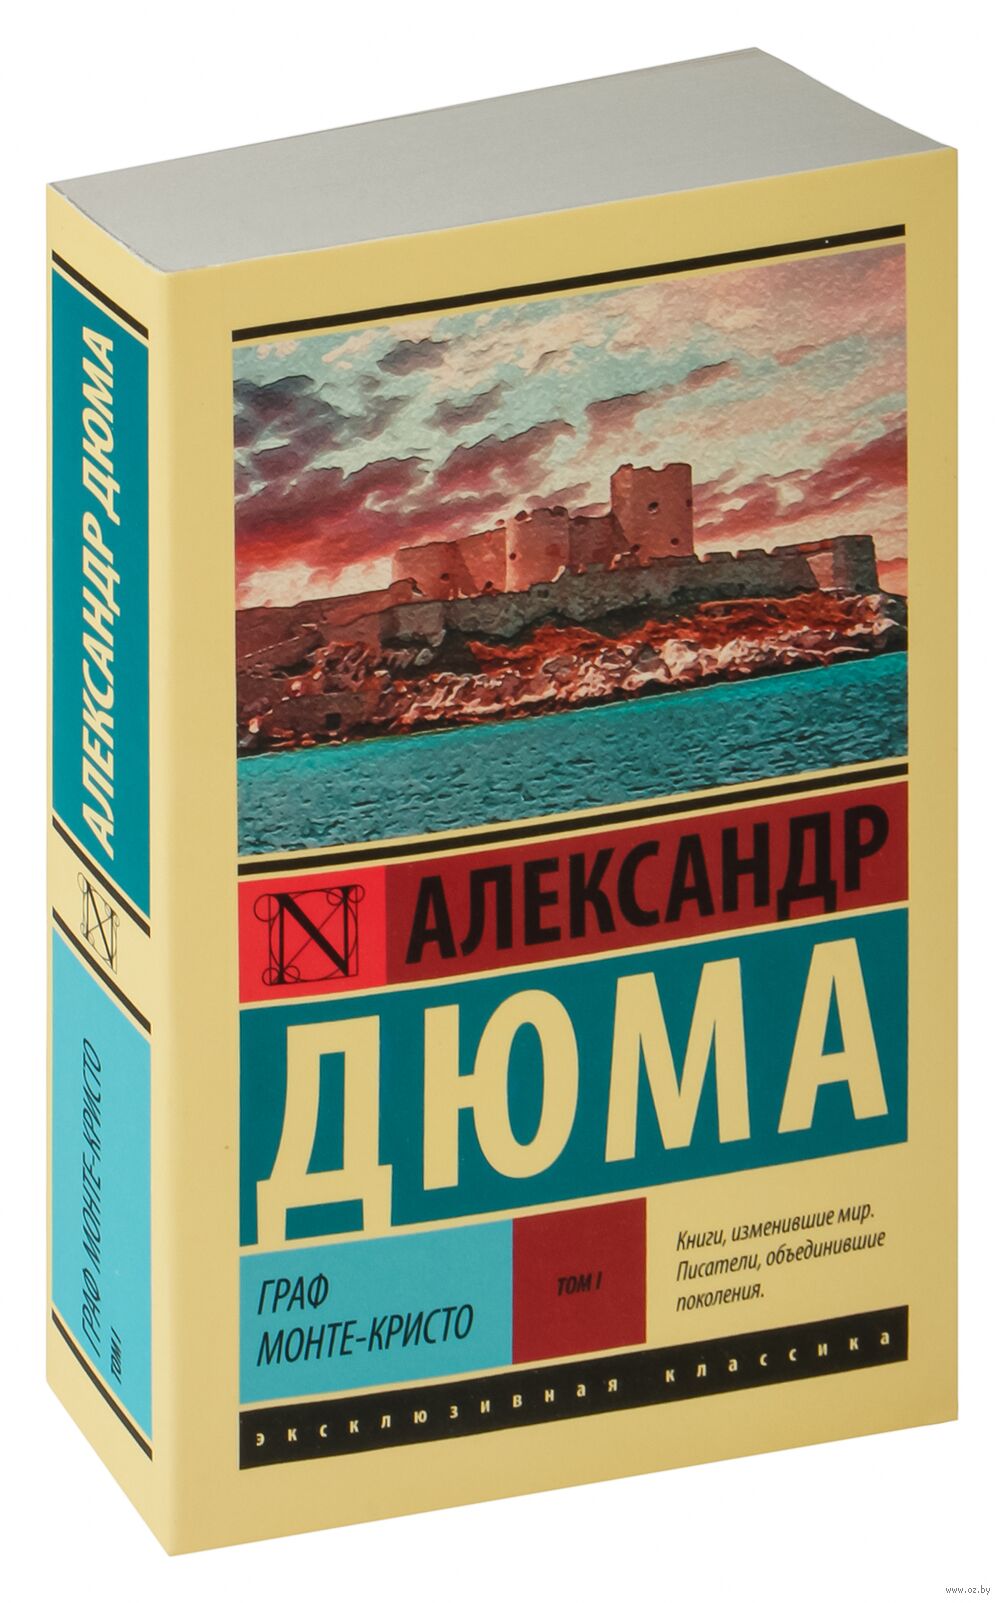 АЛЕКСАНДР ДЮМА
N
ГРАФ МОНТЕ-КРИСТО
ТОМ I
N
АЛЕКСАНДР
ДЮМА
ГРАФ
МОНТЕ-КРИСТО
ТОМ I
Книги, изменившие мир.
Писатели, объединившие
поколения.
эксклюзивная классика
www.oz.by